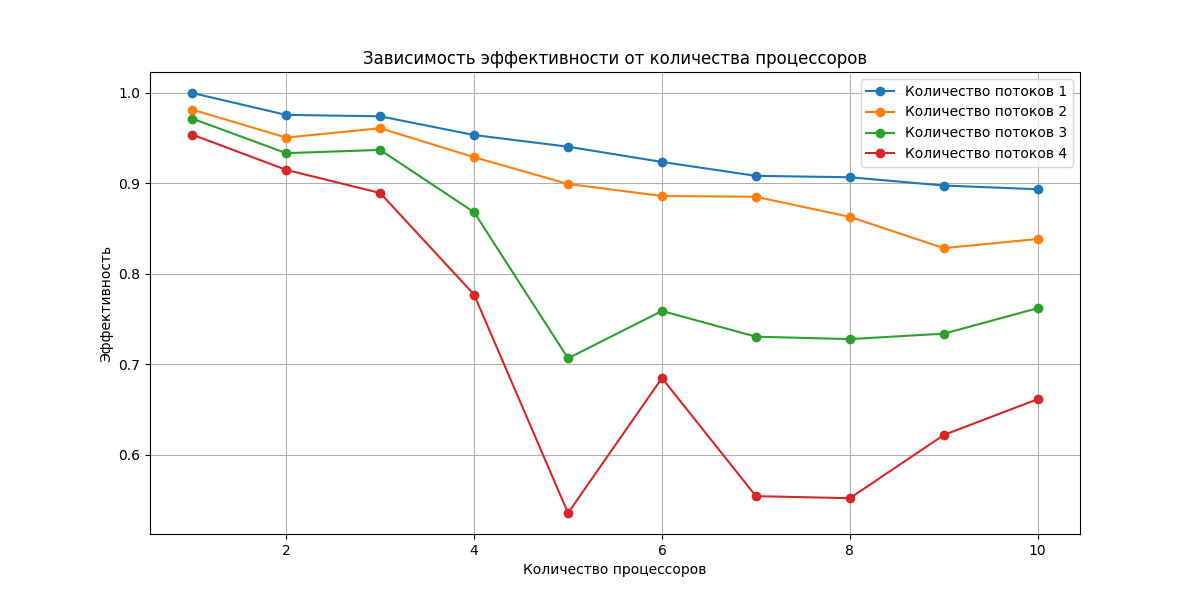 Зависимость эффективности от количества процессоров
Количество потоков 1
Количество потоков 2
Количество потоков 3
Количество потоков 4
Эффективность
1.0
0.9
0.8
0.7
0.6
2 4 6 8 10
Количество процессоров